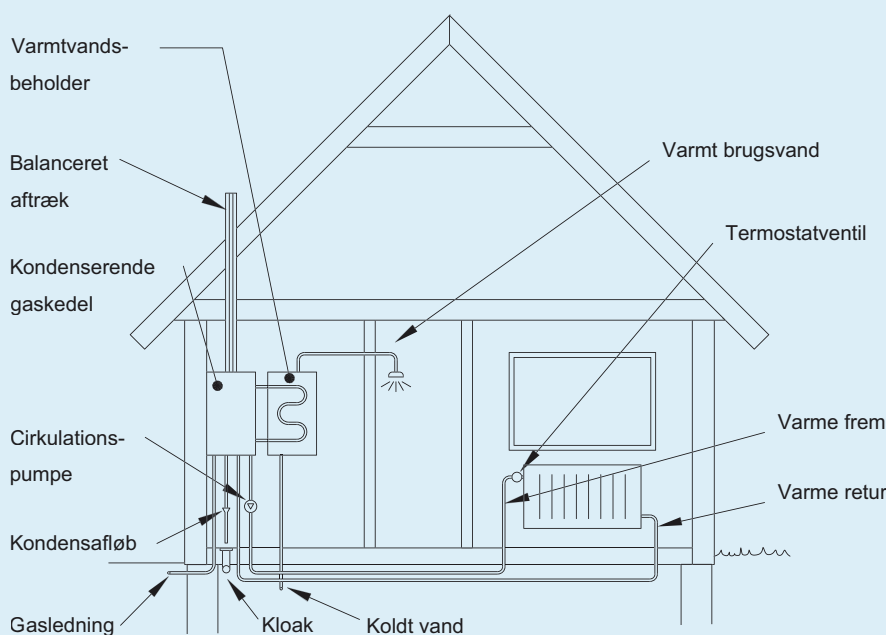 Varmtvands-
beholder
Balanceret
aftræk
Kondenserende
gaskedel
Cirkulations-
pumpe
Kondensafløb
Gasledning
Kloak
Koldt vand
Varmt brugsvand
Termostatventil
Varme frem
Varme retur